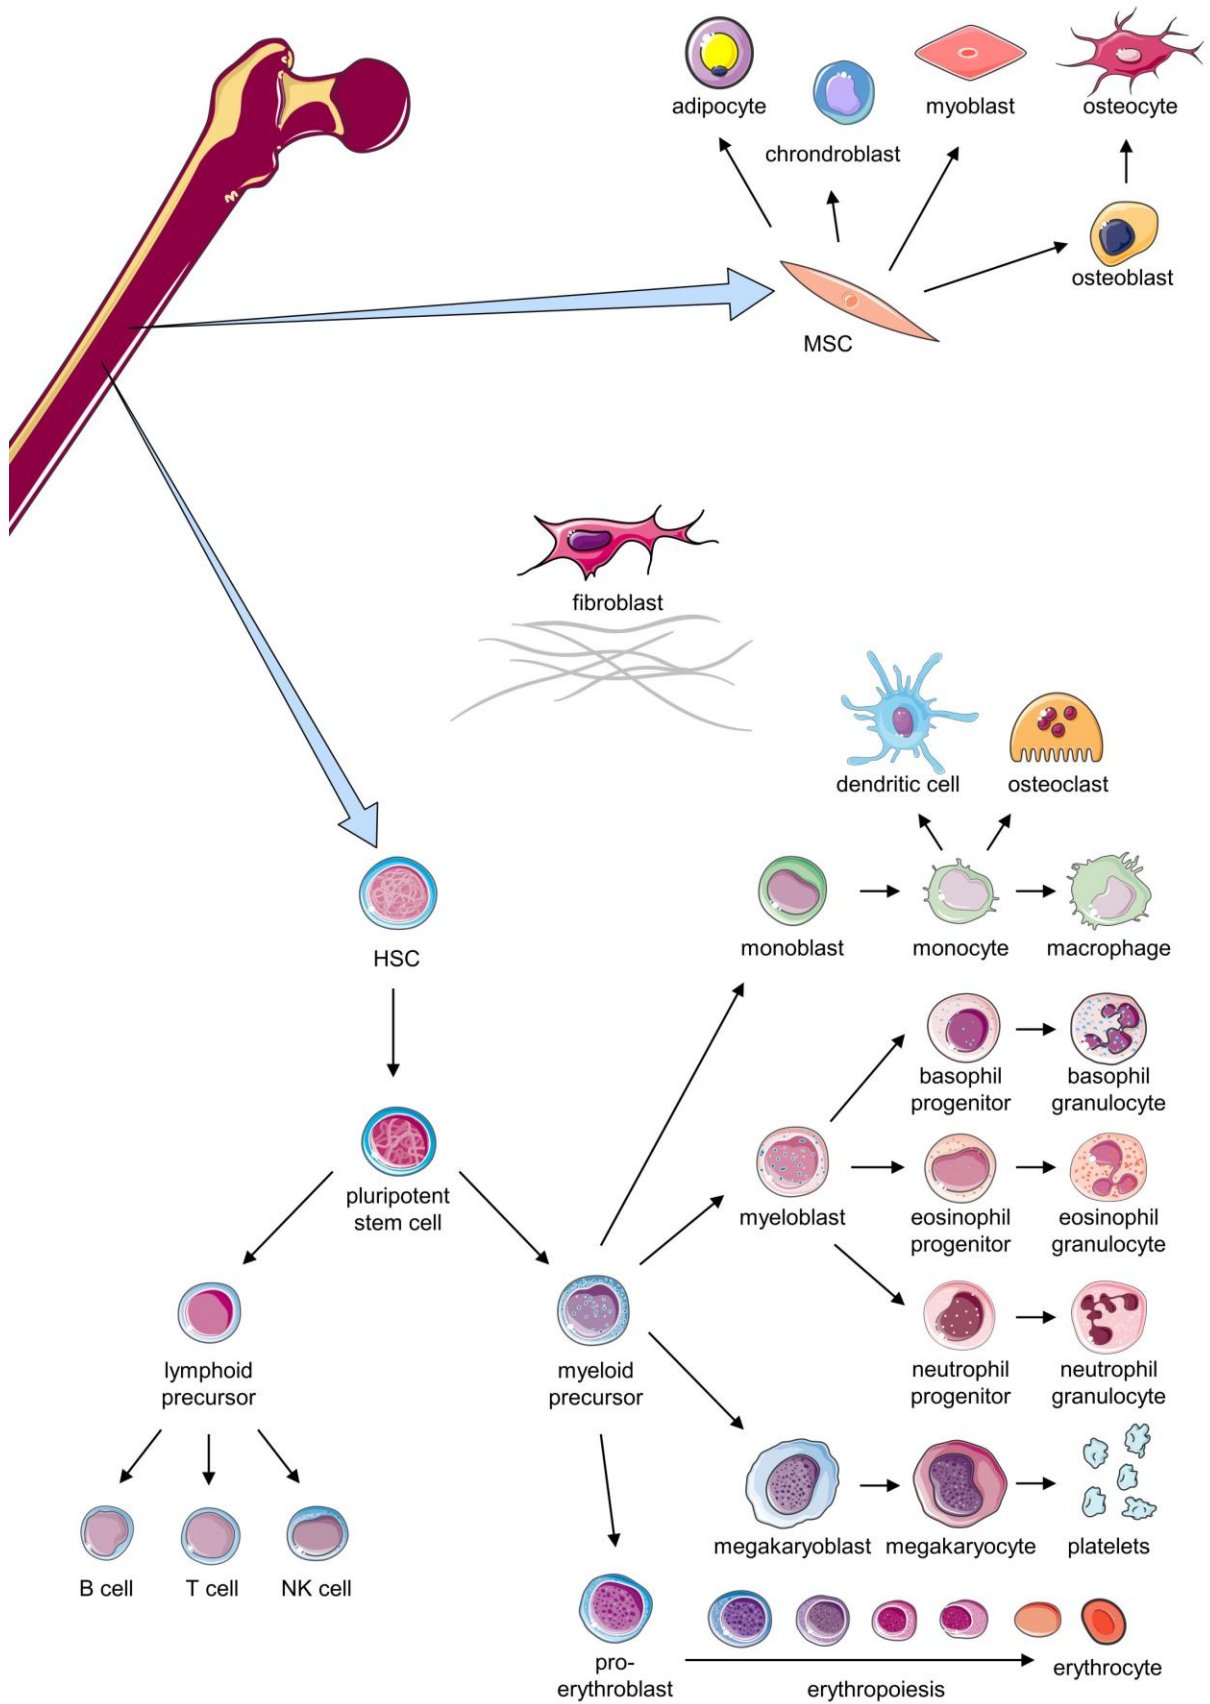 adipocyte
chrondroblast
myoblast
osteocyte
osteoblast
MSC
fibroblast
dendritic cell
osteoclast
HSC
monoblast
monocyte
macrophage
basophil
progenitor
basophil
granulocyte
pluripotent
stem cell
myeloblast
eosinophil
progenitor
eosinophil
granulocyte
lymphoid
precursor
myeloid
precursor
neutrophil
progenitor
neutrophil
granulocyte
megakaryoblast
megakaryocyte
platelets
B cell
T cell
NK cell
pro-
erythroblast
erythropoiesis
erythrocyte